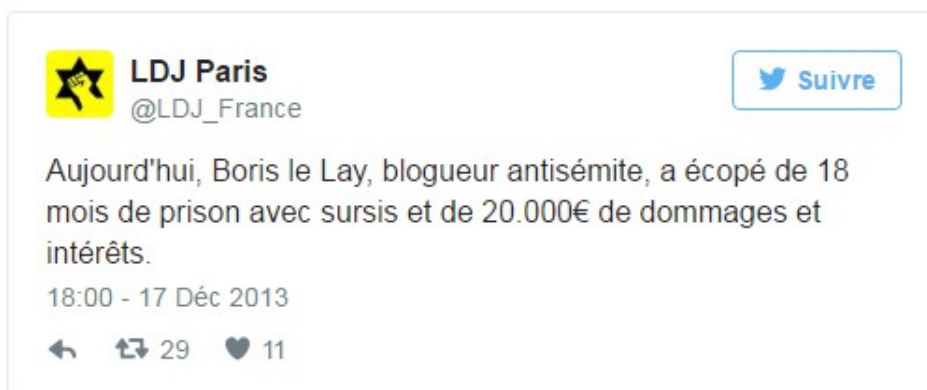 LDJ Paris
@LDJ_France
Suivre
Aujourd'hui, Boris le Lay, blogueur antisémite, a écopé de 18
mois de prison avec sursis et de 20.000€ de dommages et
intérêts.
18:00 - 17 Déc 2013
29 11